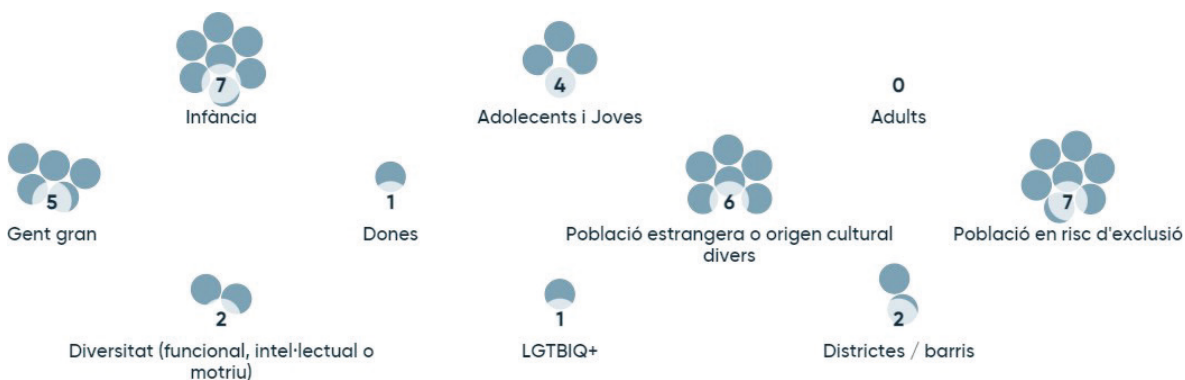 7
Infància
4
Adolecents i Joves
0
Adults
5
Gent gran
1
Dones
6
Població estrangera o origen cultural
divers
7
Població en risc d'exclusió
2
Diversitat (funcional, intel·lectual o
motriu)
1
LGTBIQ+
2
Districtes / barris